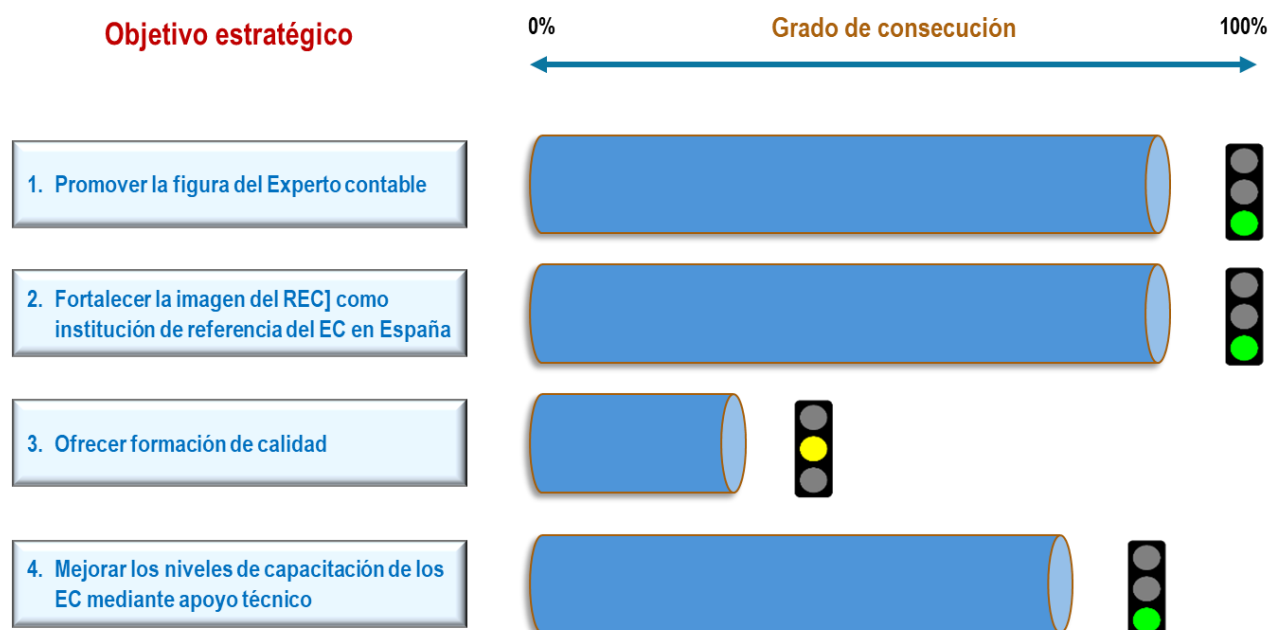 Objetivo estratégico
0%
Grado de consecución
100%
1. Promover la figura del Experto contable
2. Fortalecer la imagen del REC] como
institución de referencia del EC en España
3. Ofrecer formación de calidad
4. Mejorar los niveles de capacitación de los
EC mediante apoyo técnico